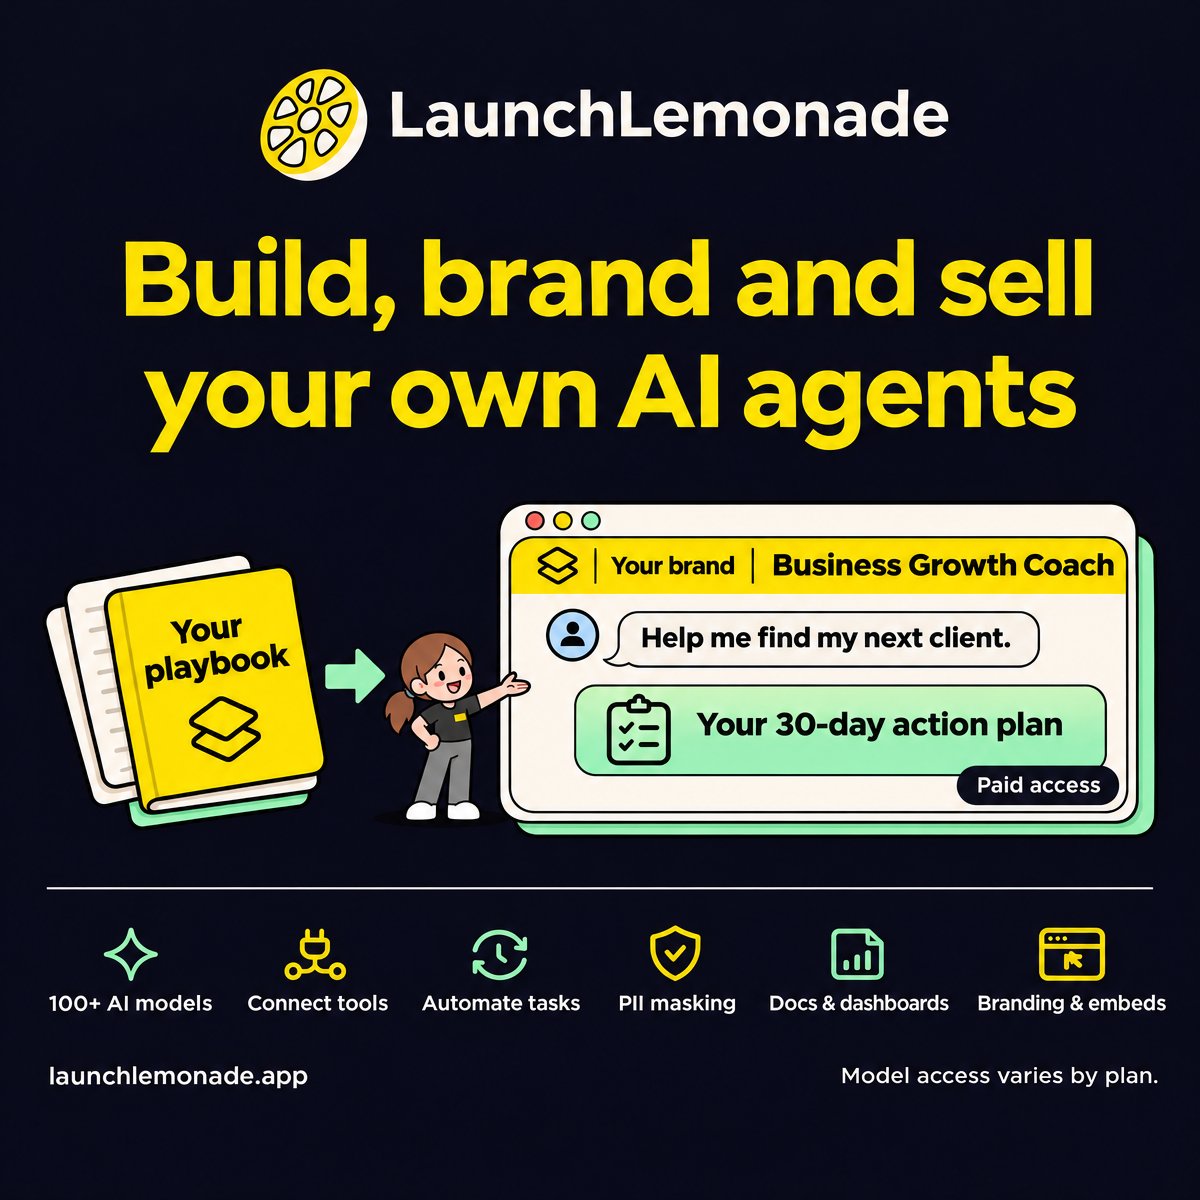 LaunchLemonade
Build, brand and sell
your own AI agents
Your
playbook
Your brand
Business Growth Coach
Help me find my next client.
Your 30-day action plan
Paid access
100+ AI models
Connect tools
Automate tasks
PII masking
Docs & dashboards
Branding & embeds
launchlemonade.app
Model access varies by plan.